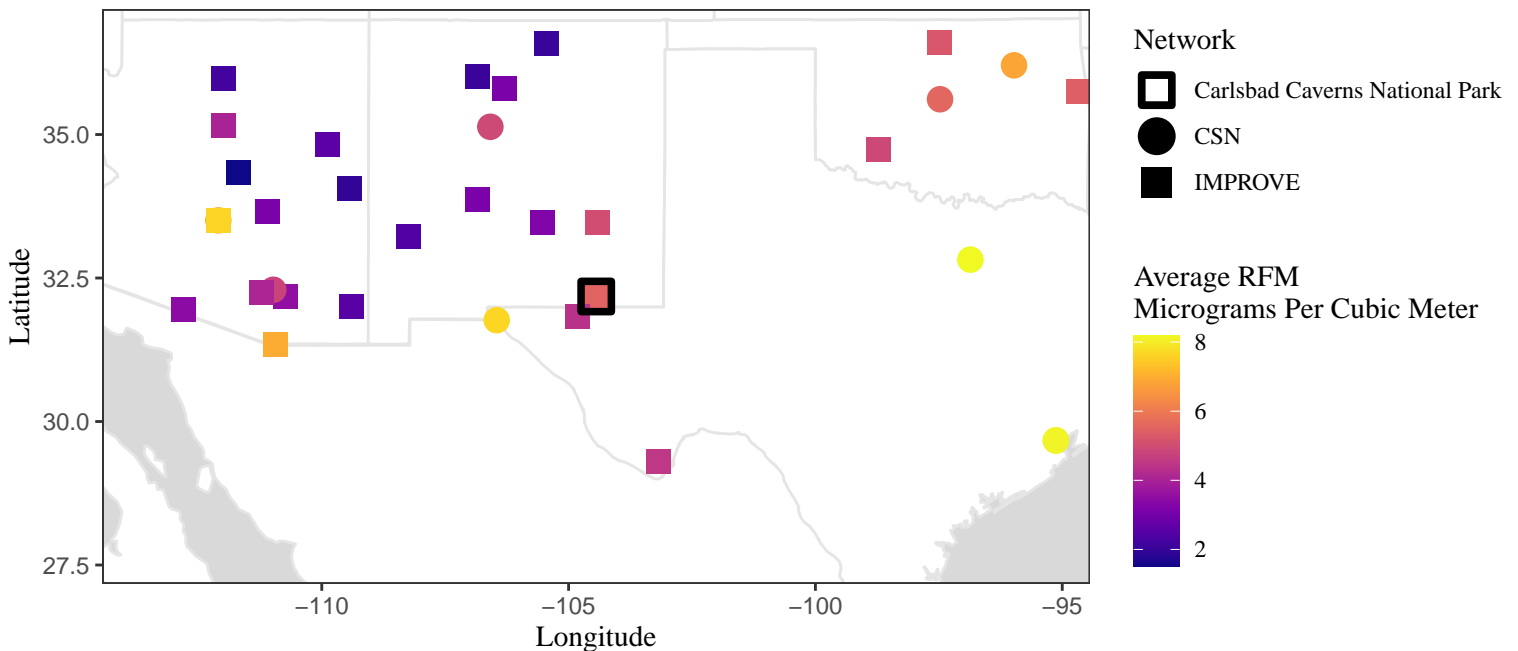 35.0
32.5
30.0
27.5
Latitude
−110
−105
−100
−95
Longitude
Network
Carlsbad Caverns National Park
CSN
IMPROVE
Average RFM
Micrograms Per Cubic Meter
8
6
4
2